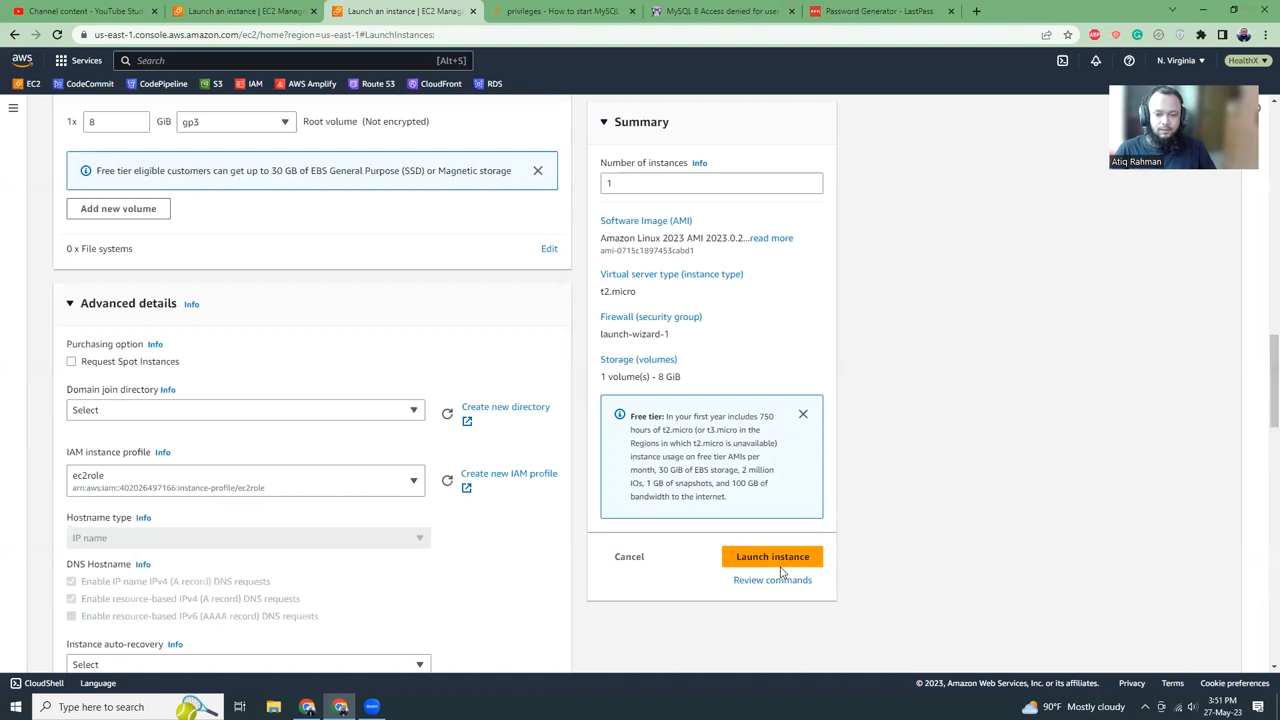 Content creation - YouTube Studi
Launch an instance | EC2 Manage
Launch an instance | EC2 Manage
privileges - How to start MySQL
MySQL 8 Access denied for user
Password Generator - LastPass
us-east-1.console.aws.amazon.com/ec2/home?region=us-east-1#LaunchInstances:
aws
Services
Search
[Alt+S]
N. Virginia
HealthX
EC2
CodeCommit
CodePipeline
S3
IAM
AWS Amplify
Route 53
CloudFront
RDS
1x
8
GiB
gp3
Root volume (Not encrypted)
Free tier eligible customers can get up to 30 GB of EBS General Purpose (SSD) or Magnetic storage
Add new volume
0 x File systems
Edit
Advanced details Info
Purchasing option Info
Request Spot Instances
Domain join directory Info
Select
Create new directory
IAM instance profile Info
ec2role
arn:aws:iam::402026497166:instance-profile/ec2role
Create new IAM profile
Hostname type Info
IP name
DNS Hostname Info
Enable IP name IPv4 (A record) DNS requests
Enable resource-based IPv4 (A record) DNS requests
Enable resource-based IPv6 (AAAA record) DNS requests
Instance auto-recovery Info
Select
Summary
Number of instances Info
1
Software Image (AMI)
Amazon Linux 2023 AMI 2023.0.2...read more
ami-0715c1897453cabd1
Virtual server type (instance type)
t2.micro
Firewall (security group)
launch-wizard-1
Storage (volumes)
1 volume(s) - 8 GiB
Free tier: In your first year includes 750
hours of t2.micro (or t3.micro in the
Regions in which t2.micro is unavailable)
instance usage on free tier AMIs per
month, 30 GiB of EBS storage, 2 million
IOs, 1 GB of snapshots, and 100 GB of
bandwidth to the internet.
Cancel
Launch instance
Review commands
Atiq Rahman
CloudShell
Language
© 2023, Amazon Web Services, Inc. or its affiliates.
Privacy
Terms
Cookie preferences
Type here to search
90°F Mostly cloudy
3:51 PM
27-May-23